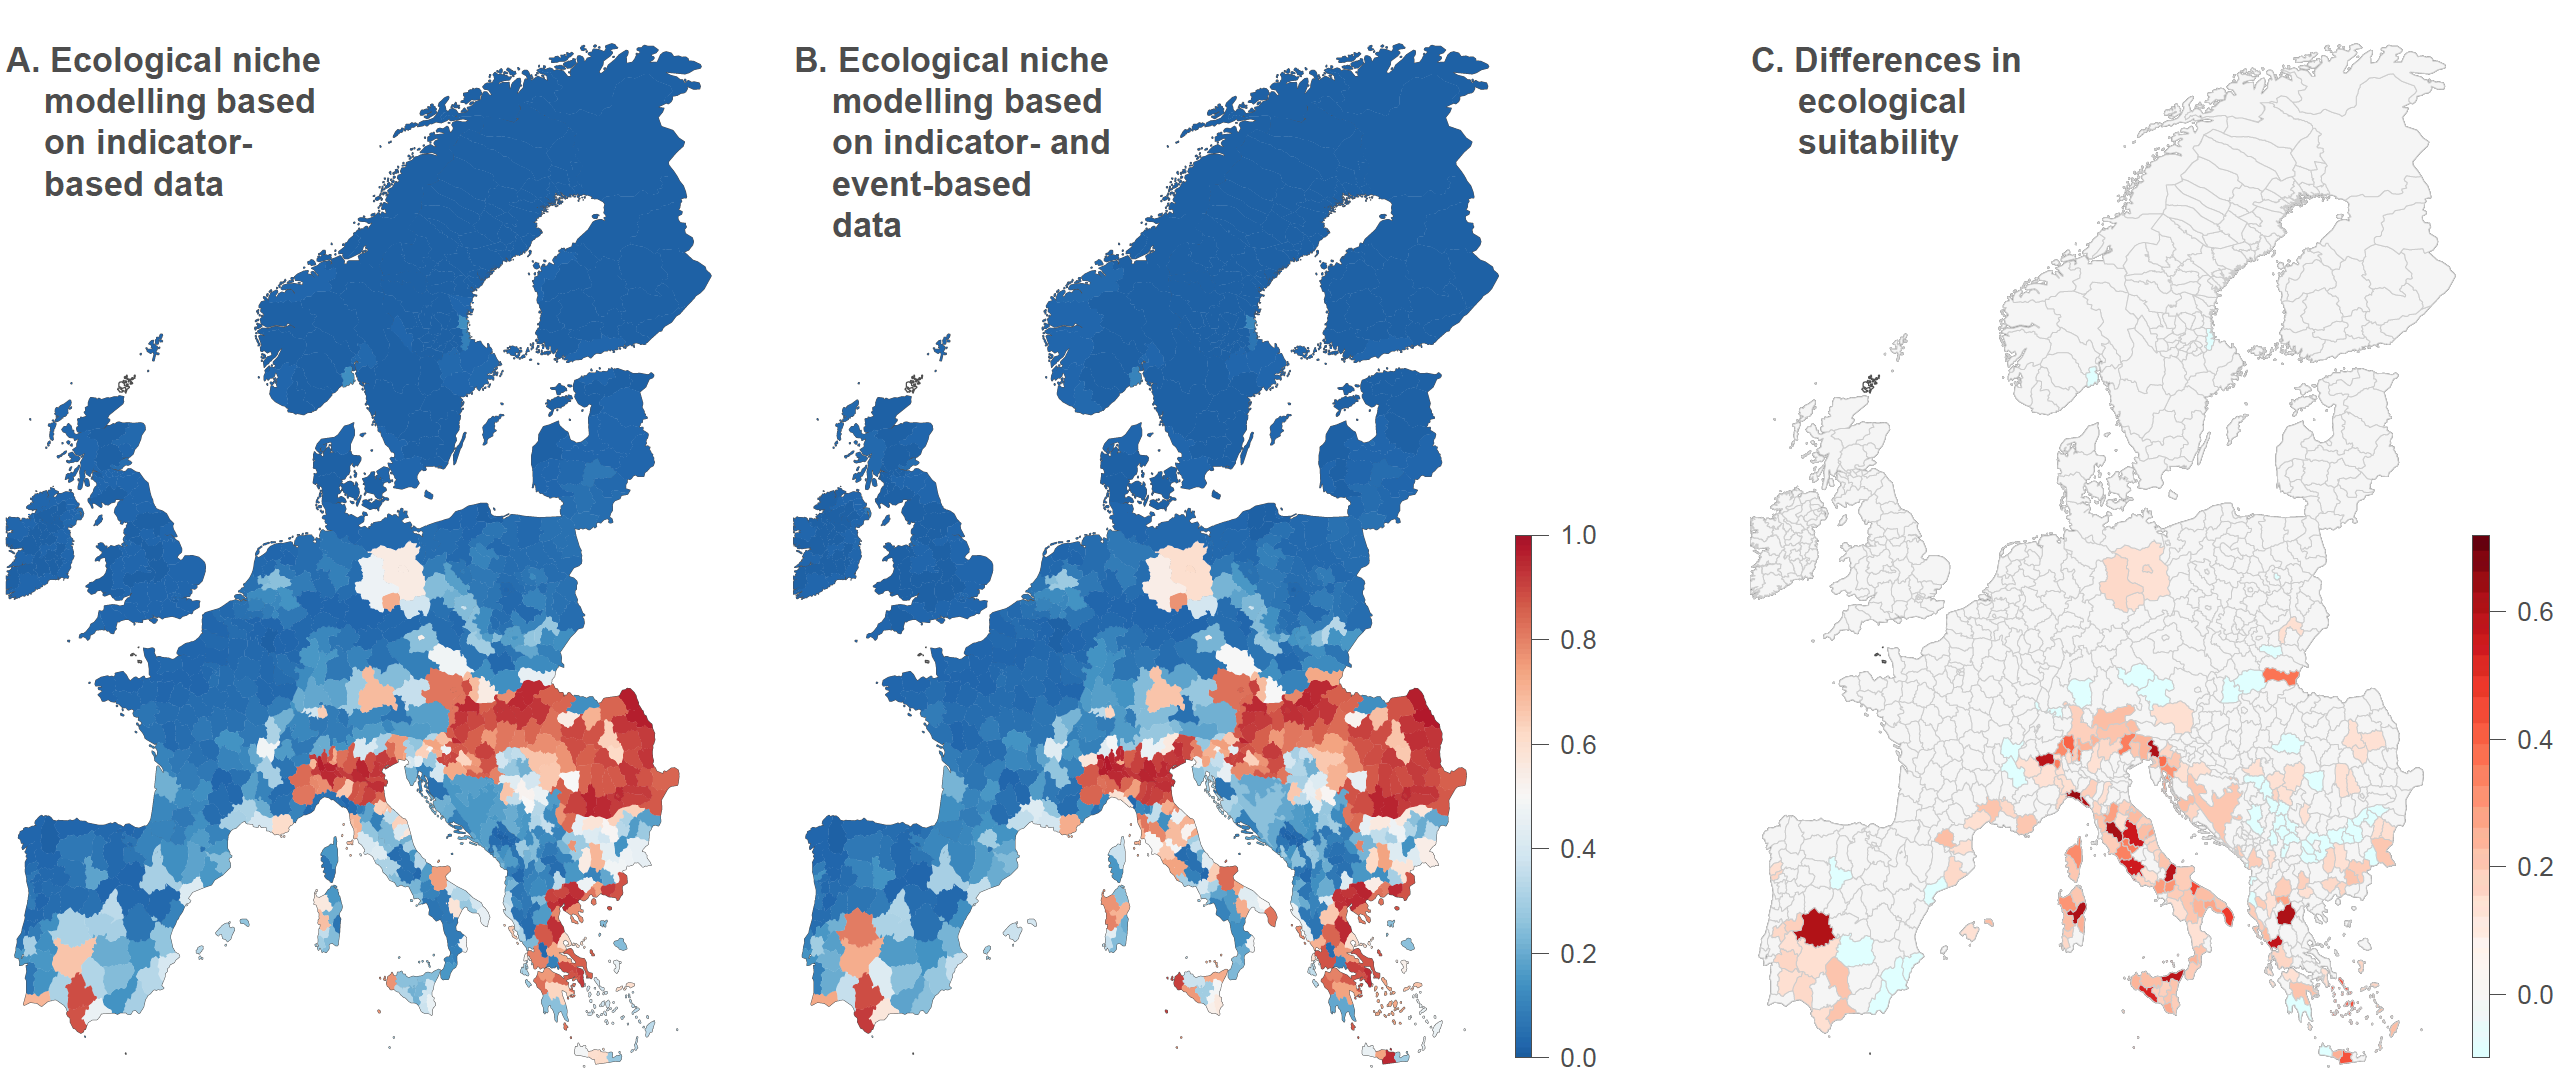 A. Ecological niche
modelling based
on indicator-
based data
B. Ecological niche
modelling based
on indicator- and
event-based
data
C. Differences in
ecological
suitability
1.0
0.8
0.6
0.4
0.2
0.0
0.6
0.4
0.2
0.0